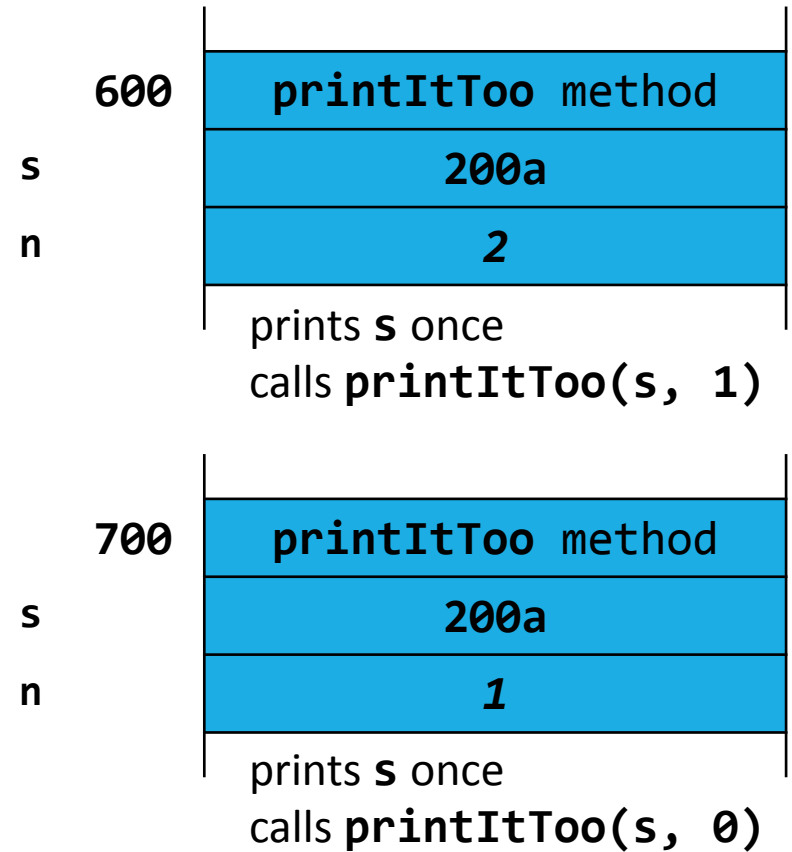 600 printItToo method
s 200a
n 2
prints s once
calls printItToo(s, 1)
700 printItToo method
s 200a
n 1
prints s once
calls printItToo(s, 0)